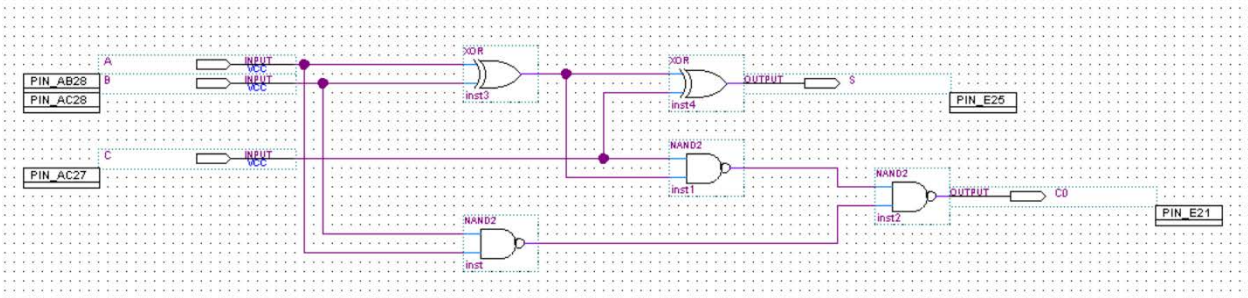 A
INPUT
VCC
PIN_AB28
B
INPUT
VCC
PIN_AC28
XOR
inst3
XOR
inst4
OUTPUT
S
PIN_E25
C
INPUT
VCC
PIN_AC27
NAND2
inst1
NAND2
inst2
OUTPUT
C0
PIN_E21
NAND2
inst